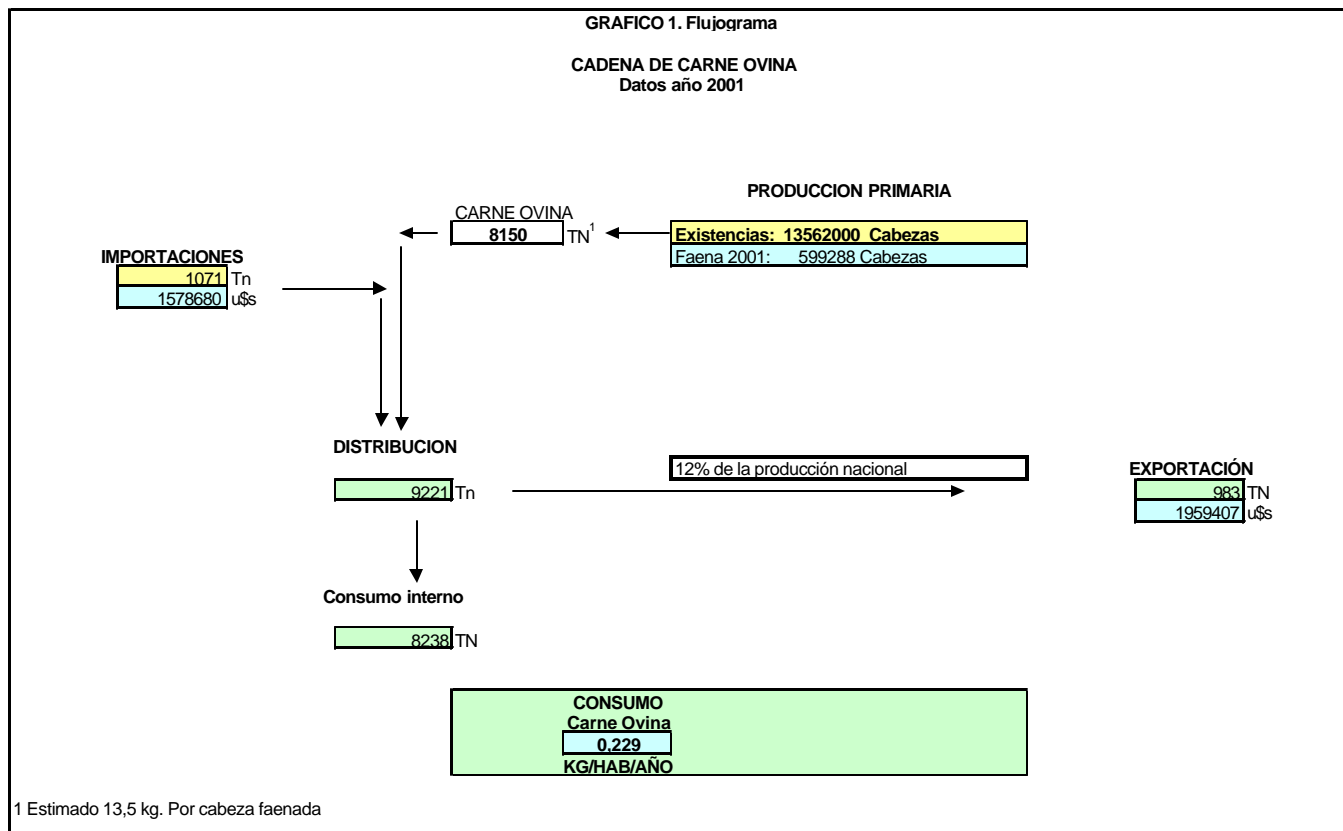 GRAFICO 1. Flujograma
CADENA DE CARNE OVINA
Datos año 2001
PRODUCCION PRIMARIA
CARNE OVINA
8150 TN1
Existencias: 13562000 Cabezas
Faena 2001: 599288 Cabezas
IMPORTACIONES
1071 Tn
1578680 u$s
DISTRIBUCION
9221 Tn
12% de la producción nacional
EXPORTACIÓN
983 TN
1959407 u$s
Consumo interno
8238 TN
CONSUMO
Carne Ovina
0,229
KG/HAB/AÑO
1 Estimado 13,5 kg. Por cabeza faenada